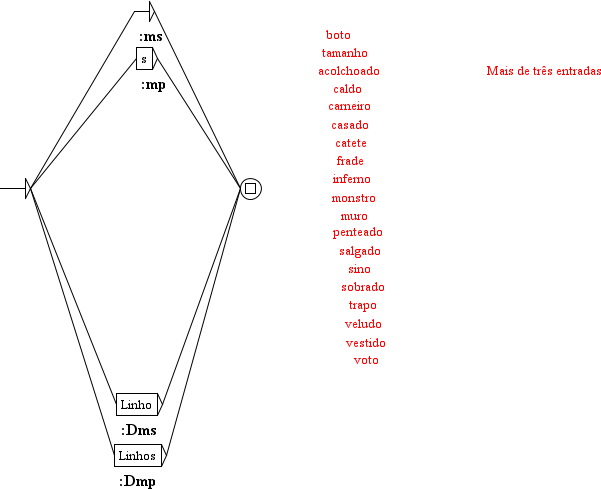 :ms
s
:mp
Linho
:Dms
Linhos
:Dmp
boto
tamanho
acolchoado
caldo
carneiro
casado
catete
frade
inferno
monstro
muro
penteado
salgado
sino
sobrado
trapo
veludo
vestido
voto
Mais de três entradas